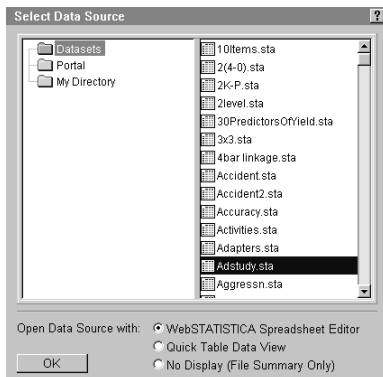 Select Data Source
?
Datasets
Portal
My Directory
10Items.sta
2(4-0).sta
2K-P.sta
2level.sta
30PredictorsOfYield.sta
3x3.sta
4bar linkage.sta
Accident.sta
Accident2.sta
Accuracy.sta
Activities.sta
Adapters.sta
Adstudy.sta
Aggressn.sta
Open Data Source with:
WebSTATISTICA Spreadsheet Editor
Quick Table Data View
OK
No Display (File Summary Only)